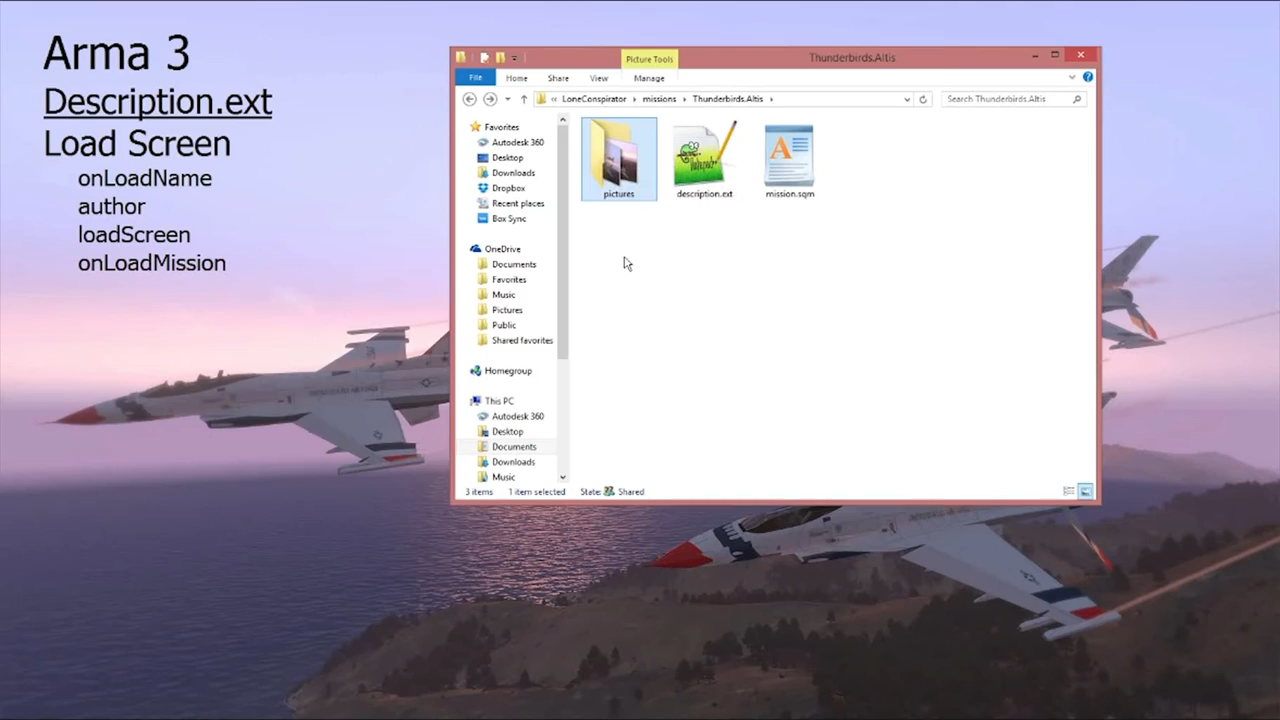 Arma 3
Description.ext
Load Screen
onLoadName
author
loadScreen
onLoadMission
Picture Tools
Thunderbirds.Altis
File
Home
Share
View
Manage
« LoneConspirator missions Thunderbirds.Altis
Search Thunderbirds.Altis
Favorites
Autodesk 360
Desktop
Downloads
Dropbox
Recent places
Box Sync
OneDrive
Documents
Favorites
Music
Pictures
Public
Shared favorites
Homegroup
This PC
Autodesk 360
Desktop
Documents
Downloads
Music
pictures
description.ext
mission.sqm
3 items
1 item selected
State: Shared